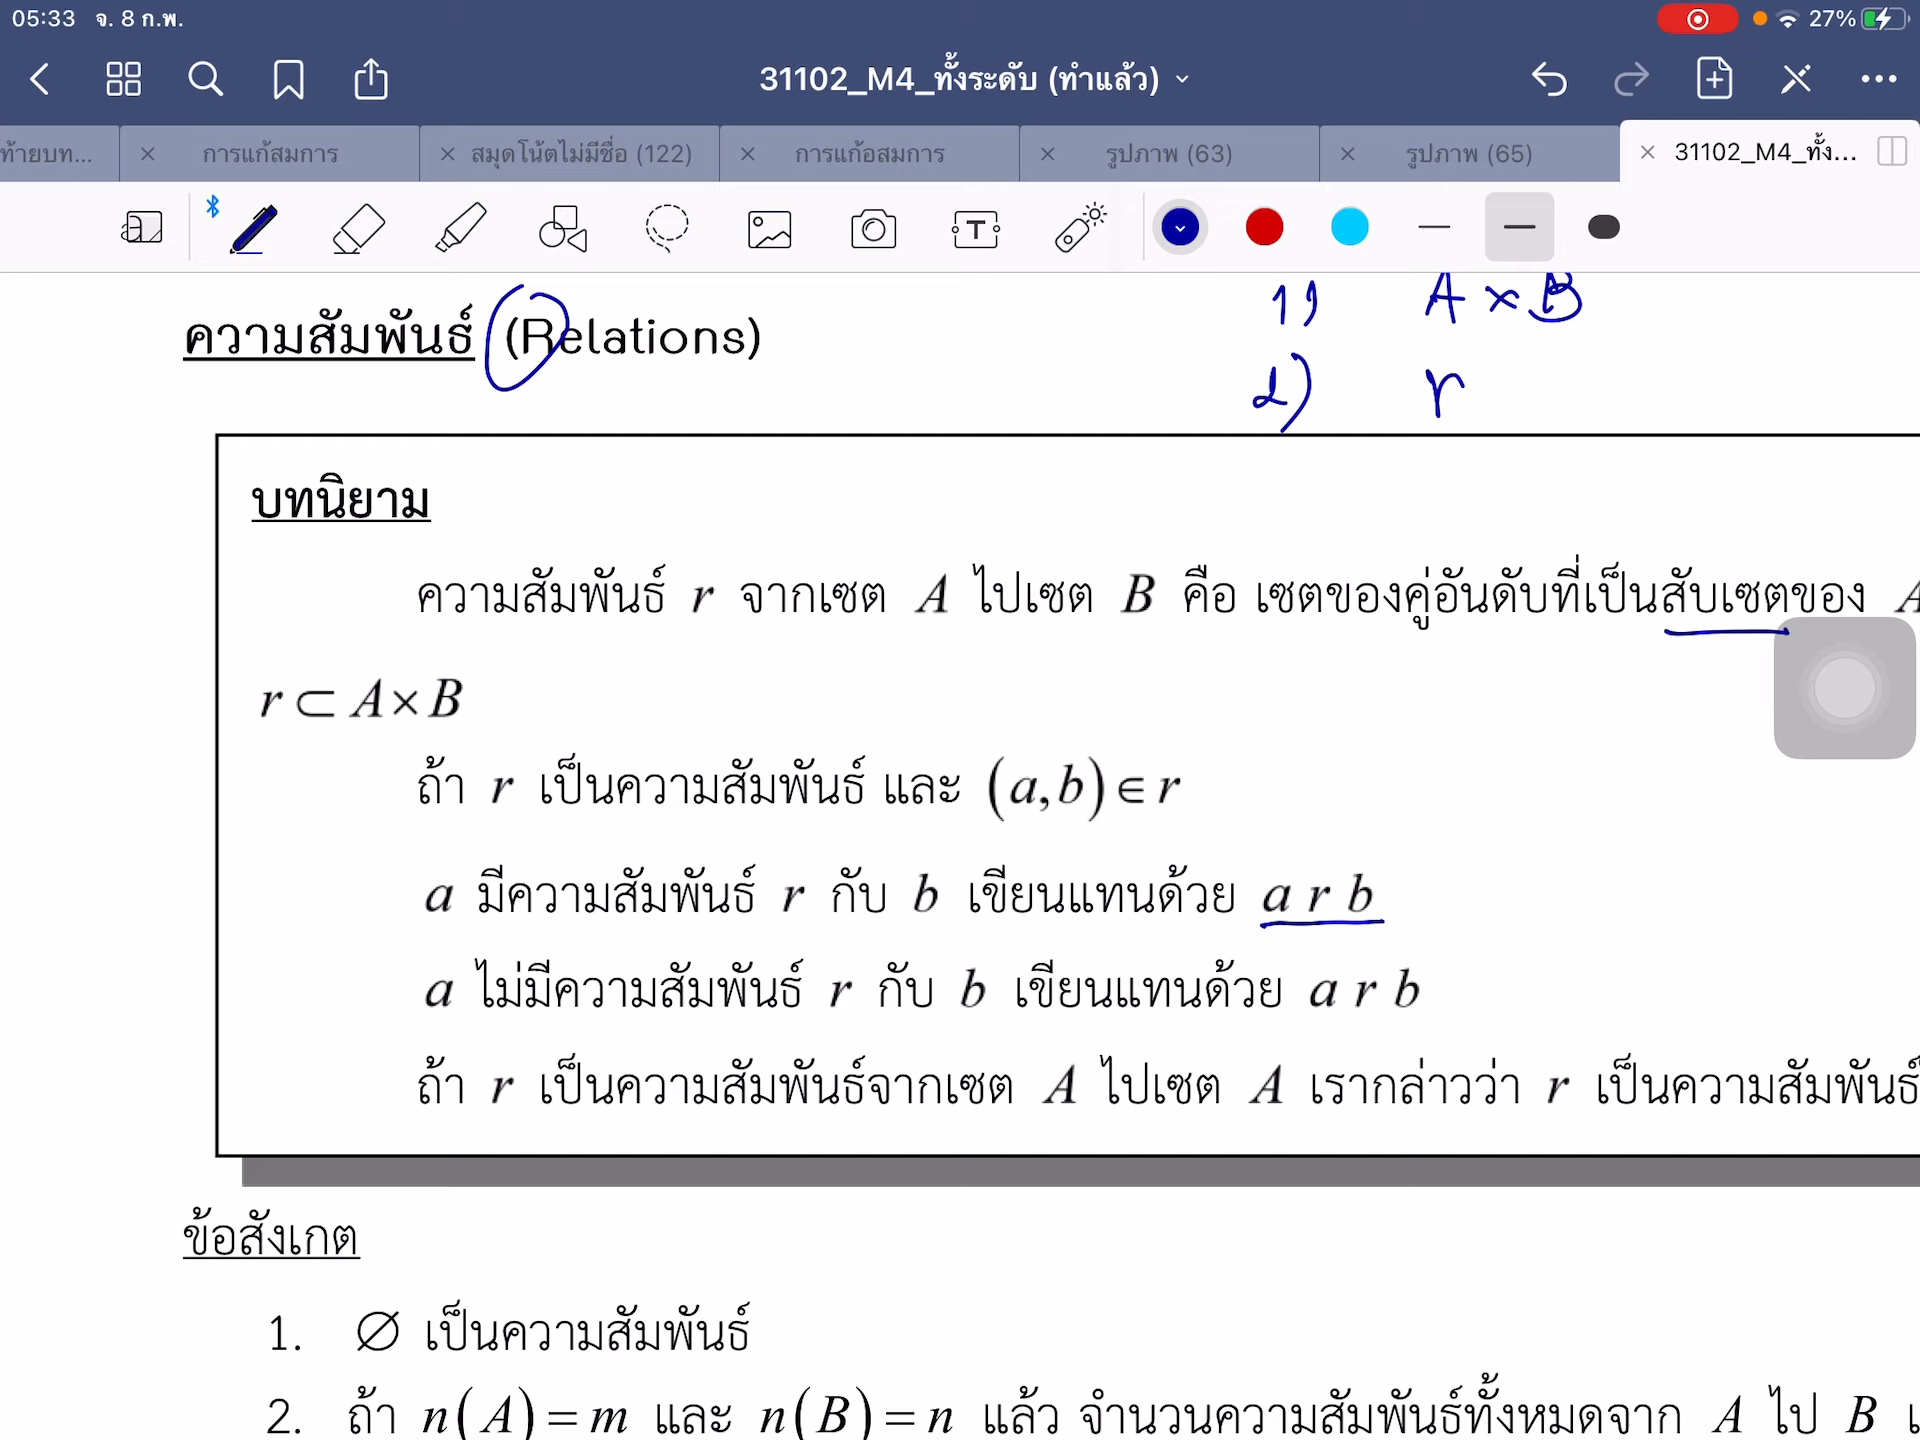 05:33 จ. 8 ก.พ. 27%
31102_M4_ทั้งระดับ (ทำแล้ว)
ท้ายบท... การแก้สมการ สมุดโน้ตไม่มีชื่อ (122) การแก้อสมการ รูปภาพ (63) รูปภาพ (65) 31102_M4_ทั้ง...
ความสัมพันธ์ (Relations)
1) A × B
2) r
บทนิยาม
ความสัมพันธ์ r จากเซต A ไปเซต B คือ เซตของคู่อันดับที่เป็นสับเซตของ A
r ⊂ A×B
ถ้า r เป็นความสัมพันธ์ และ (a,b) ∈ r
a มีความสัมพันธ์ r กับ b เขียนแทนด้วย a r b
a ไม่มีความสัมพันธ์ r กับ b เขียนแทนด้วย a r b
ถ้า r เป็นความสัมพันธ์จากเซต A ไปเซต A เรากล่าวว่า r เป็นความสัมพันธ์
ข้อสังเกต
1. ∅ เป็นความสัมพันธ์
2. ถ้า n(A) = m และ n(B) = n แล้ว จำนวนความสัมพันธ์ทั้งหมดจาก A ไป B